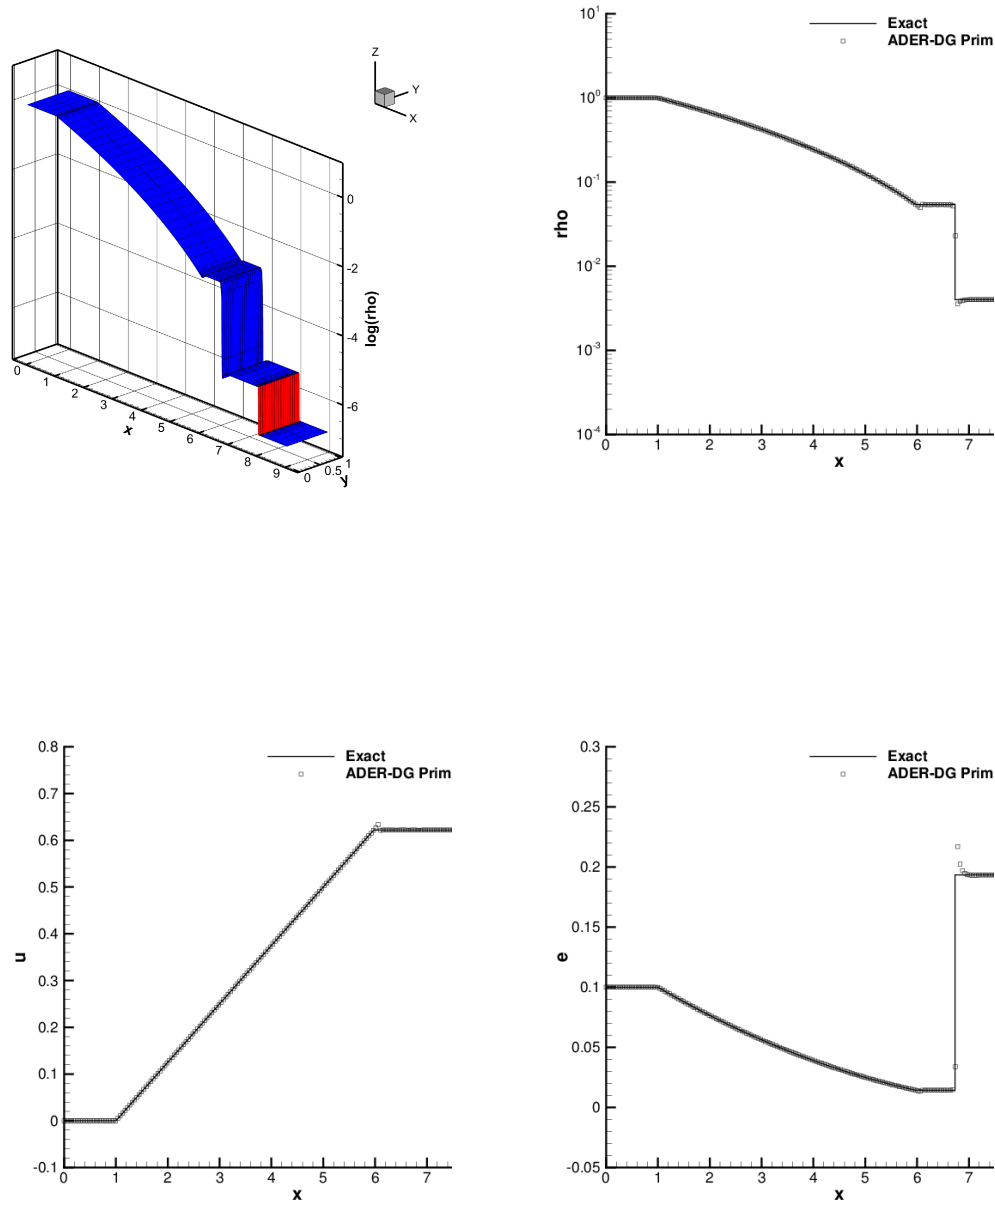 Z
Y
X
0
-2
-4
-6
log(rho)
0 1 2 3 4 5 6 7 8 9
x
0 0.5 1
y
Exact
ADER-DG Prim
10^1
10^0
10^-1
10^-2
10^-3
10^-4
rho
0 1 2 3 4 5 6 7
x
Exact
ADER-DG Prim
0.8
0.7
0.6
0.5
0.4
0.3
0.2
0.1
0
-0.1
u
0 1 2 3 4 5 6 7
x
Exact
ADER-DG Prim
0.3
0.25
0.2
0.15
0.1
0.05
0
-0.05
e
0 1 2 3 4 5 6 7
x